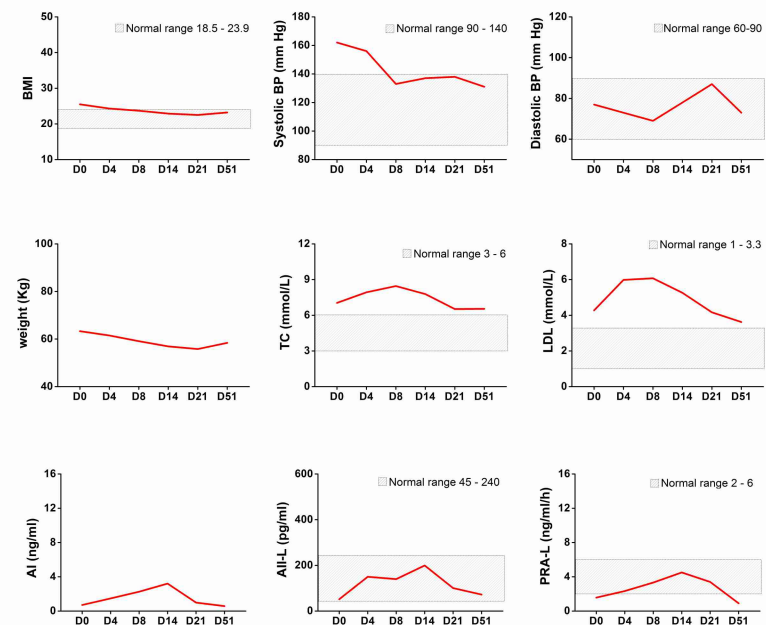 BMI
50
40
30
20
10
Normal range 18.5 - 23.9
D0 D4 D8 D14 D21 D51
Systolic BP (mm Hg)
180
160
140
120
100
80
Normal range 90 - 140
D0 D4 D8 D14 D21 D51
Diastolic BP (mm Hg)
120
100
80
60
Normal range 60-90
D0 D4 D8 D14 D21 D51
weight (Kg)
100
80
60
40
D0 D4 D8 D14 D21 D51
TC (mmol/L)
12
9
6
3
0
Normal range 3 - 6
D0 D4 D8 D14 D21 D51
LDL (mmol/L)
8
6
4
2
0
Normal range 1 - 3.3
D0 D4 D8 D14 D21 D51
AI (ng/ml)
16
12
8
4
0
D0 D4 D8 D14 D21 D51
AII-L (pg/ml)
600
400
200
0
Normal range 45 - 240
D0 D4 D8 D14 D21 D51
PRA-L (ng/ml/h)
16
12
8
4
0
Normal range 2 - 6
D0 D4 D8 D14 D21 D51